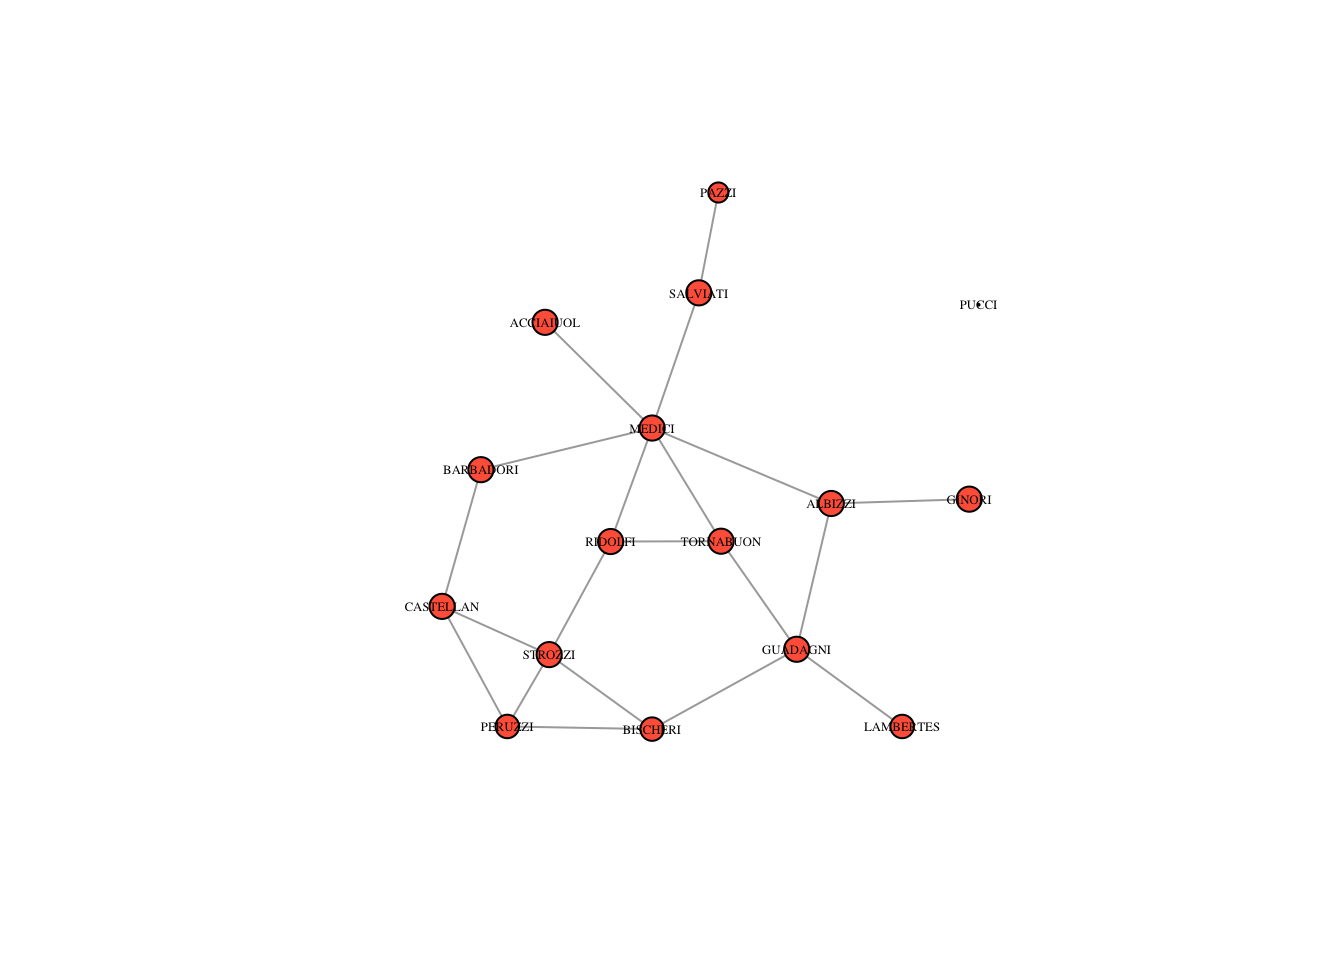 PAZZI
SALVIATI
PUCCI
ACCIAIUOL
MEDICI
BARBADORI
ALBIZZI
GINORI
RIDOLFI
TORNABUON
CASTELLAN
STROZZI
GUADAGNI
PERUZZI
BISCHERI
LAMBERTES